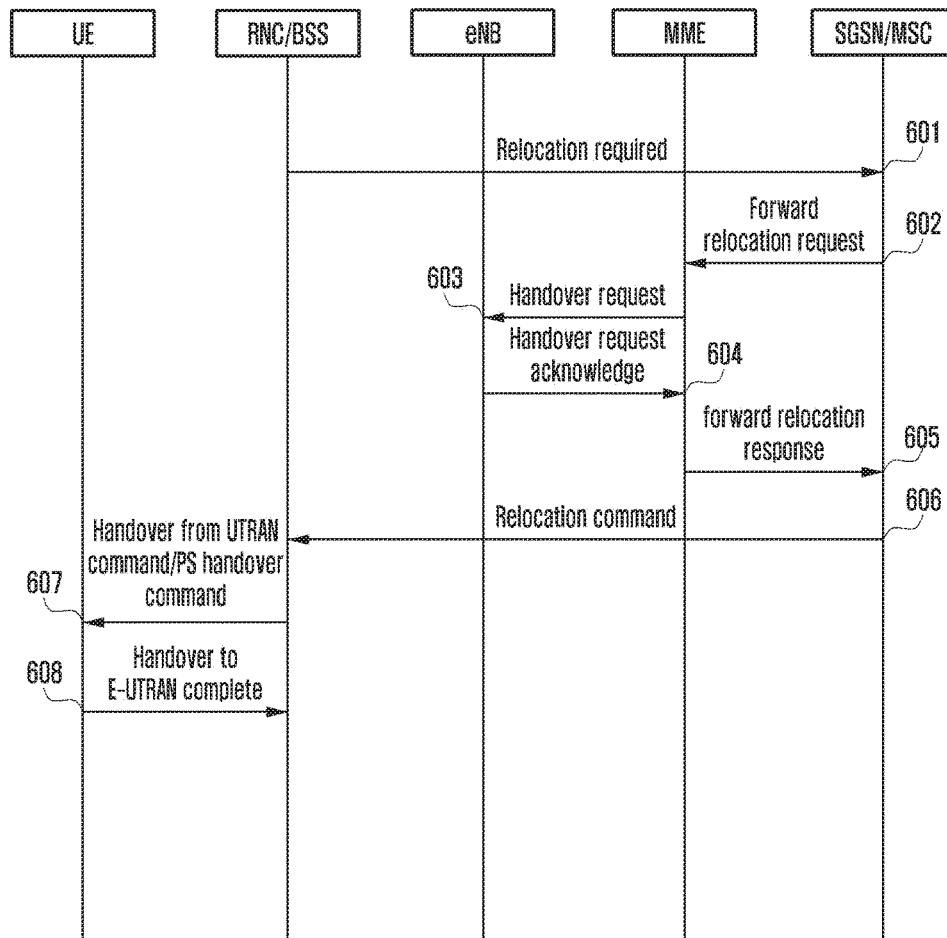 UE
RNC/BSS
eNB
MME
SGSN/MSC
Relocation required
601
Forward
relocation request
602
603
Handover request
Handover request
acknowledge
604
forward relocation
response
605
Relocation command
606
Handover from UTRAN
command/PS handover
command
607
Handover to
E-UTRAN complete
608